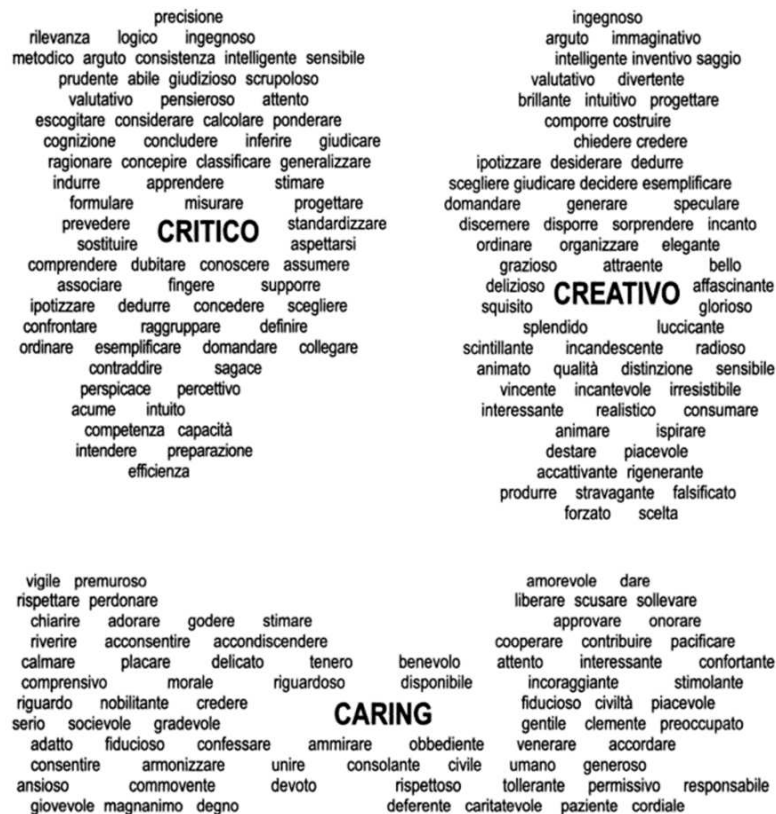 precisione
rilevanza logico ingegnoso
metodico arguto consistenza intelligente sensibile
prudente abile giudizioso scrupoloso
valutativo pensieroso attento
escogitare considerare calcolare ponderare
cognizione concludere inferire giudicare
ragionare concepire classificare generalizzare
indurre apprendere stimare
formulare misurare progettare
prevedere standardizzare
CRITICO
sostituire aspettarsi
comprendere dubitare conoscere assumere
associare fingere supporre
ipotizzare dedurre concedere scegliere
confrontare raggruppare definire
ordinare esemplificare domandare collegare
contraddire sagace
perspicace percettivo
acume intuito
competenza capacità
intendere preparazione
efficienza
ingegnoso
arguto immaginativo
intelligente inventivo saggio
valutativo divertente
brillante intuitivo progettare
comporre costruire
chiedere credere
ipotizzare desiderare dedurre
scegliere giudicare decidere esemplificare
domandare generare speculare
discernere disporre sorprendere incanto
ordinare organizzare elegante
grazioso attraente bello
delizioso affascinante
CREATIVO
squisito glorioso
splendido luccicante
scintillante incandescente radioso
animato qualità distinzione sensibile
vincente incantevole irresistibile
interessante realistico consumare
animare ispirare
destare piacevole
accattivante rigenerante
produrre stravagante falsificato
forzato scelta
vigile premuroso amorevole dare
rispettare perdonare liberare scusare sollevare
chiarire adorare godere stimare approvare onorare
riverire acconsentire accondiscendere cooperare contribuire pacificare
calmare placare delicato tenero benevolo attento interessante confortante
comprensivo morale riguardoso disponibile incoraggiante stimolante
riguardo nobilitante credere fiducioso civiltà piacevole
CARING
serio socievole gradevole gentile clemente preoccupato
adatto fiducioso confessare ammirare obbediente venerare accordare
consentire armonizzare unire consolante civile umano generoso
ansioso commovente devoto rispettoso tollerante permissivo responsabile
giovevole magnanimo degno deferente caritatevole paziente cordiale